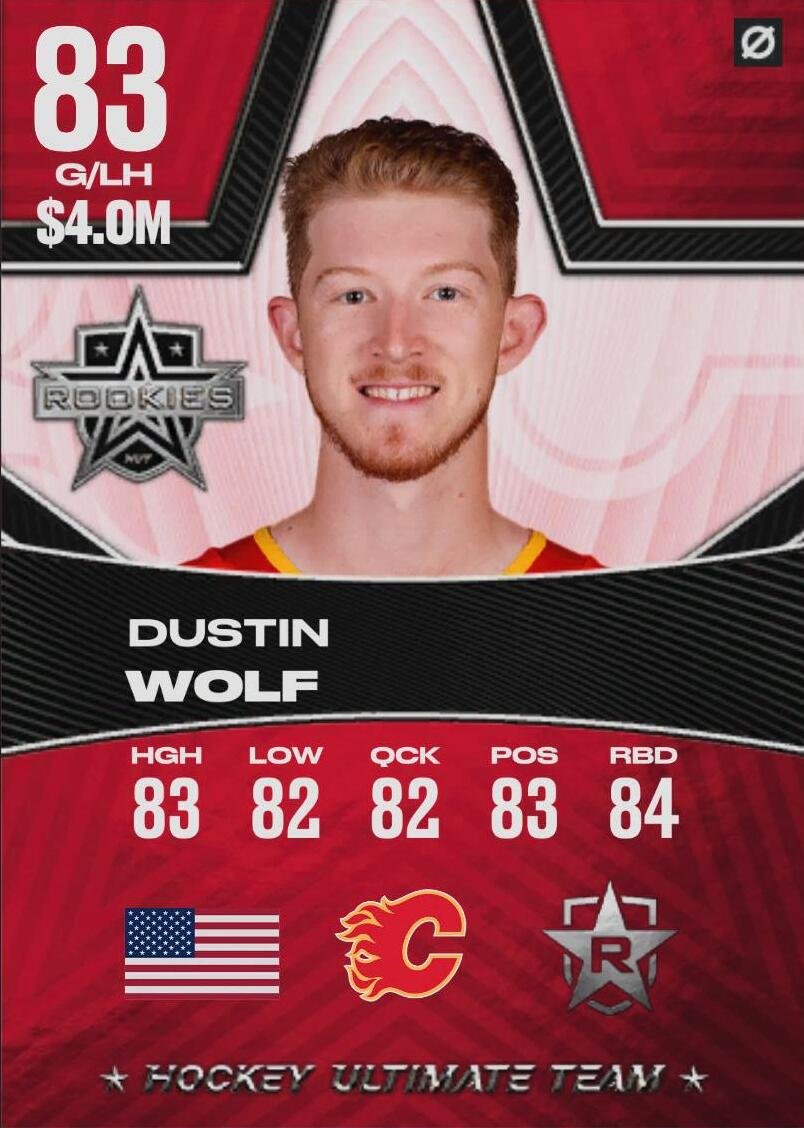 83
G/LH
$4.0M
ROOKIES
HUT
DUSTIN
WOLF
HGH LOW QCK POS RBD
83 82 82 83 84
C
R
★ HOCKEY ULTIMATE TEAM ★